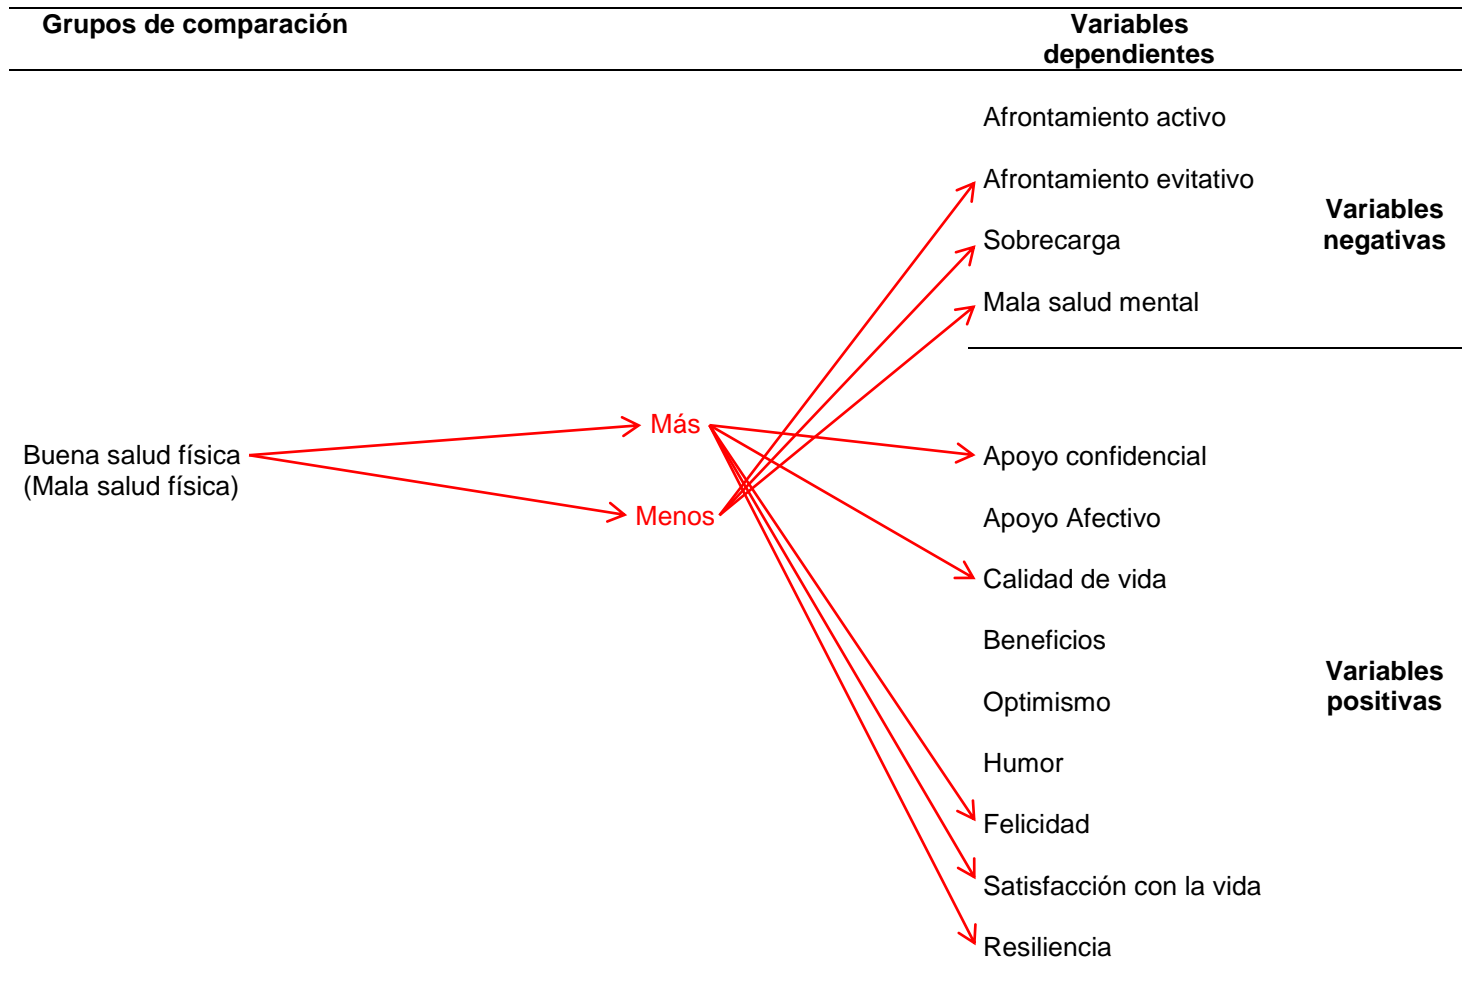 Grupos de comparación
Variables
dependientes
Afrontamiento activo
Afrontamiento evitativo
Variables
negativas
Sobrecarga
Mala salud mental
Más
Buena salud física
(Mala salud física)
Menos
Apoyo confidencial
Apoyo Afectivo
Calidad de vida
Beneficios
Variables
positivas
Optimismo
Humor
Felicidad
Satisfacción con la vida
Resiliencia